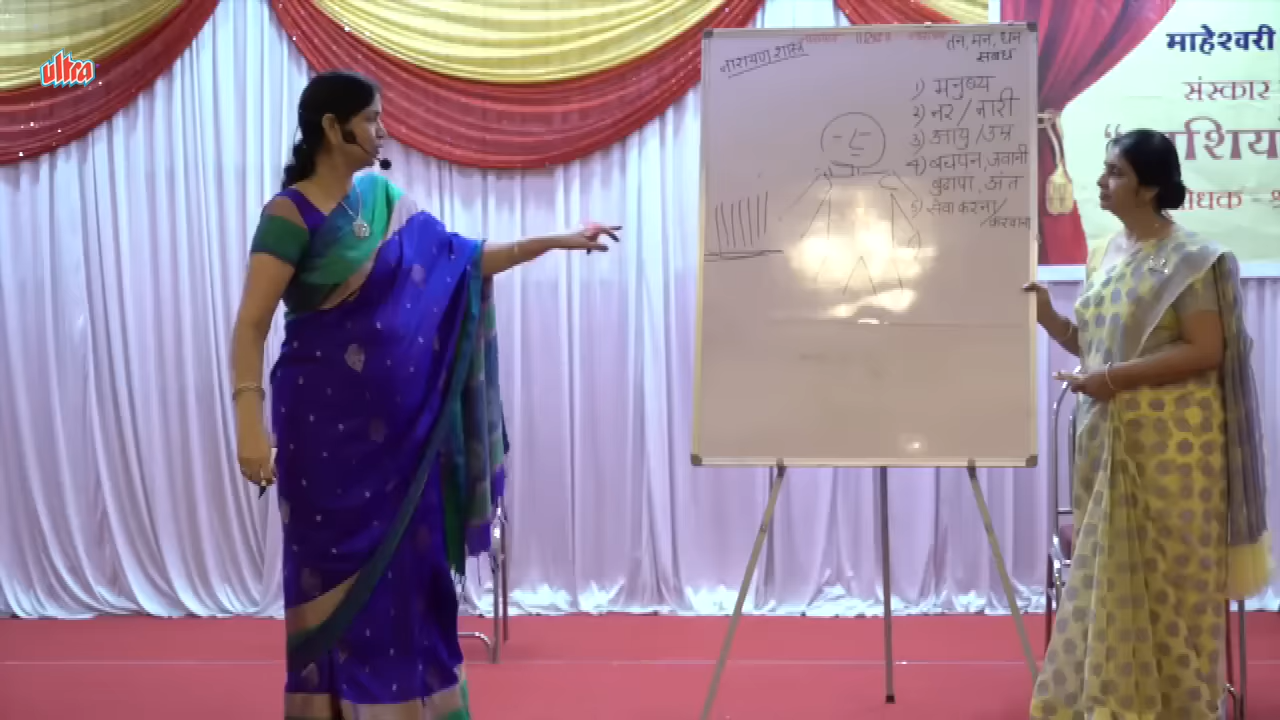 ultra
नारायण शास्त्र
तन, मन, धन
संबंध
1) मनुष्य
2) नर / नारी
3) आयु / उम्र
4) बचपन, जवानी
बुढापा, अंत
5) सेवा करना /
करवाना
माहेश्वरी
संस्कार